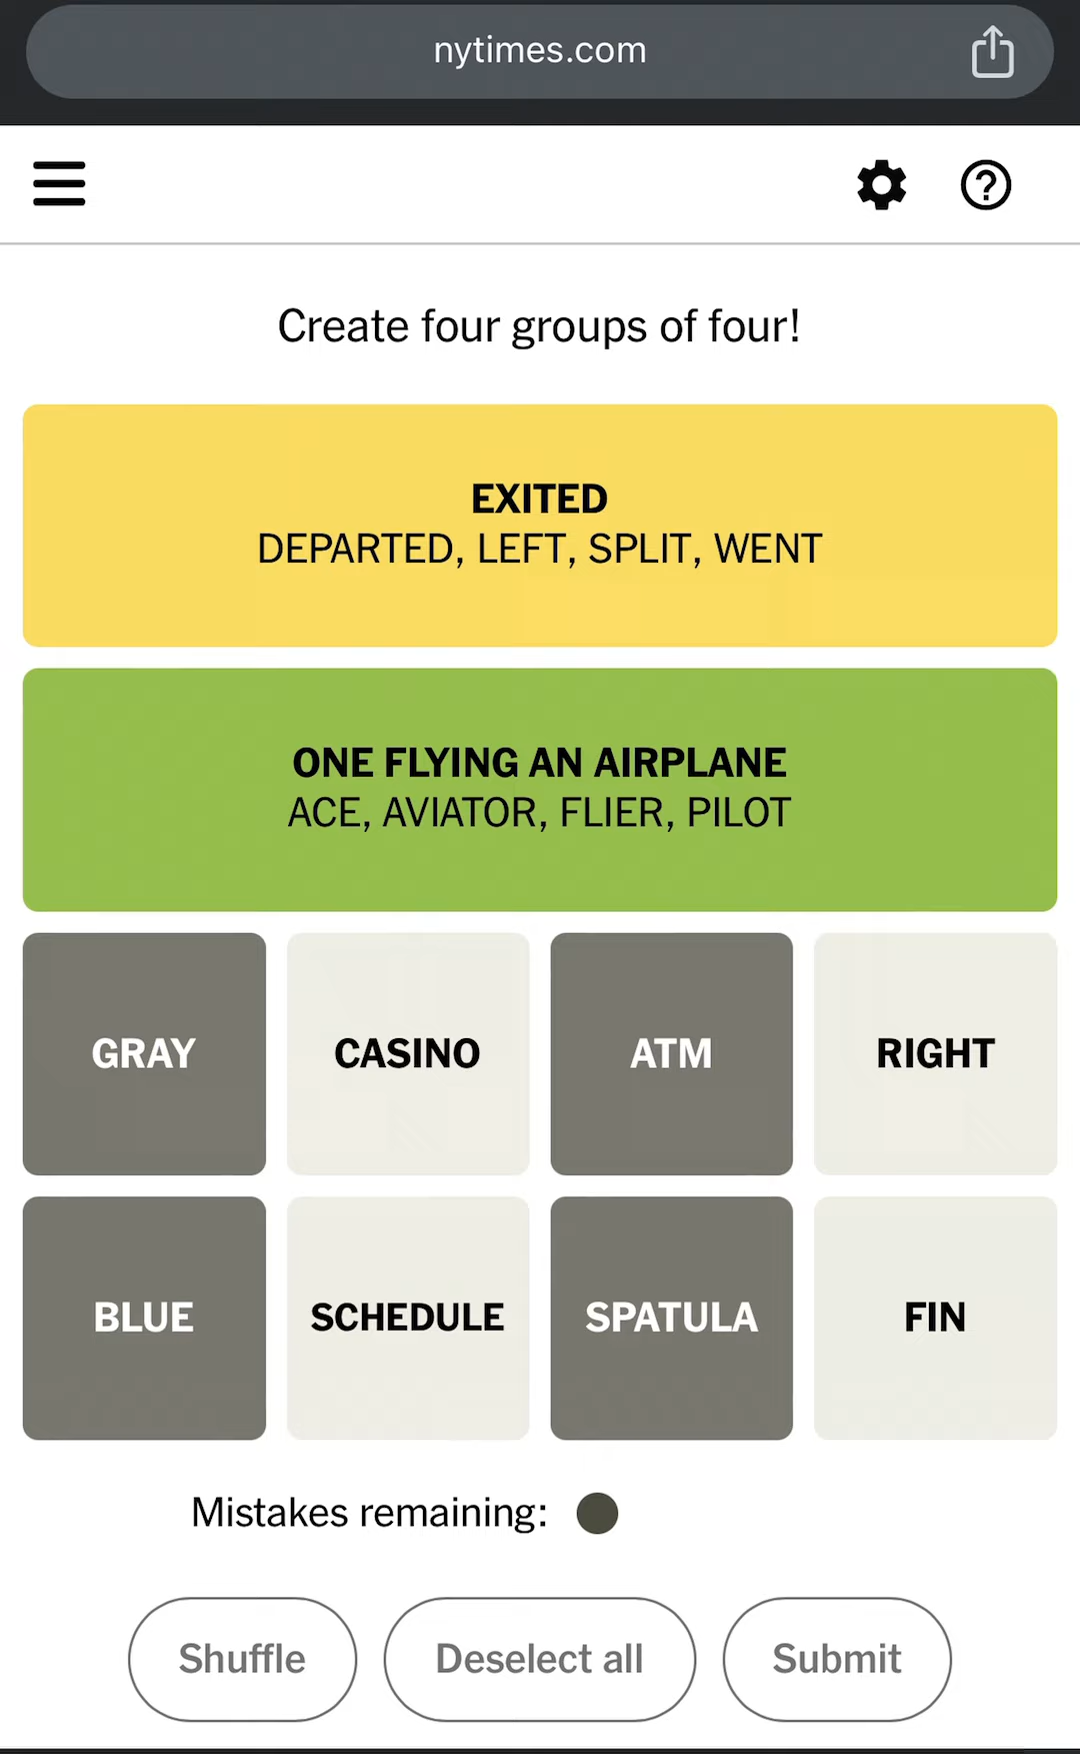 nytimes.com
Create four groups of four!
EXITED
DEPARTED, LEFT, SPLIT, WENT
ONE FLYING AN AIRPLANE
ACE, AVIATOR, FLIER, PILOT
GRAY CASINO ATM RIGHT
BLUE SCHEDULE SPATULA FIN
Mistakes remaining:
Shuffle Deselect all Submit